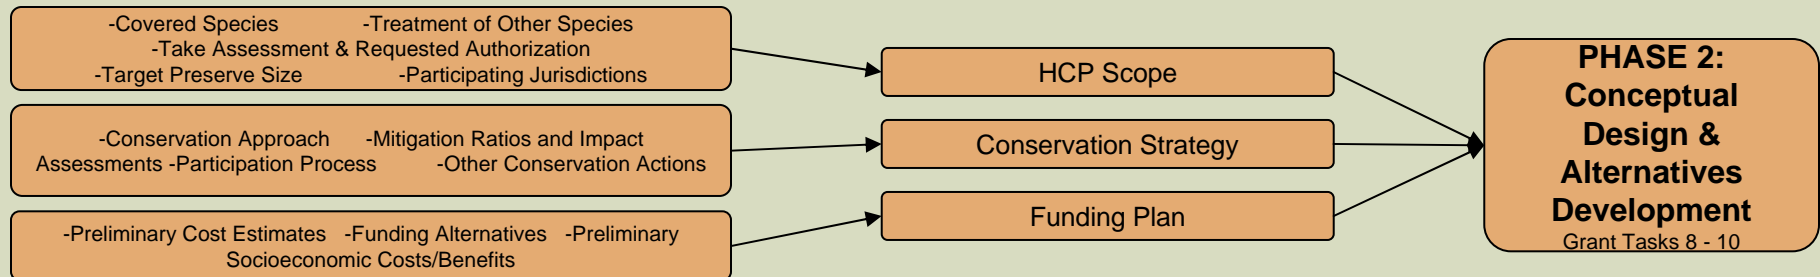 -Covered Species -Treatment of Other Species
-Take Assessment & Requested Authorization
-Target Preserve Size -Participating Jurisdictions
-Conservation Approach -Mitigation Ratios and Impact
Assessments -Participation Process -Other Conservation Actions
-Preliminary Cost Estimates -Funding Alternatives -Preliminary
Socioeconomic Costs/Benefits
HCP Scope
Conservation Strategy
Funding Plan
PHASE 2:
Conceptual
Design &
Alternatives
Development
Grant Tasks 8 - 10